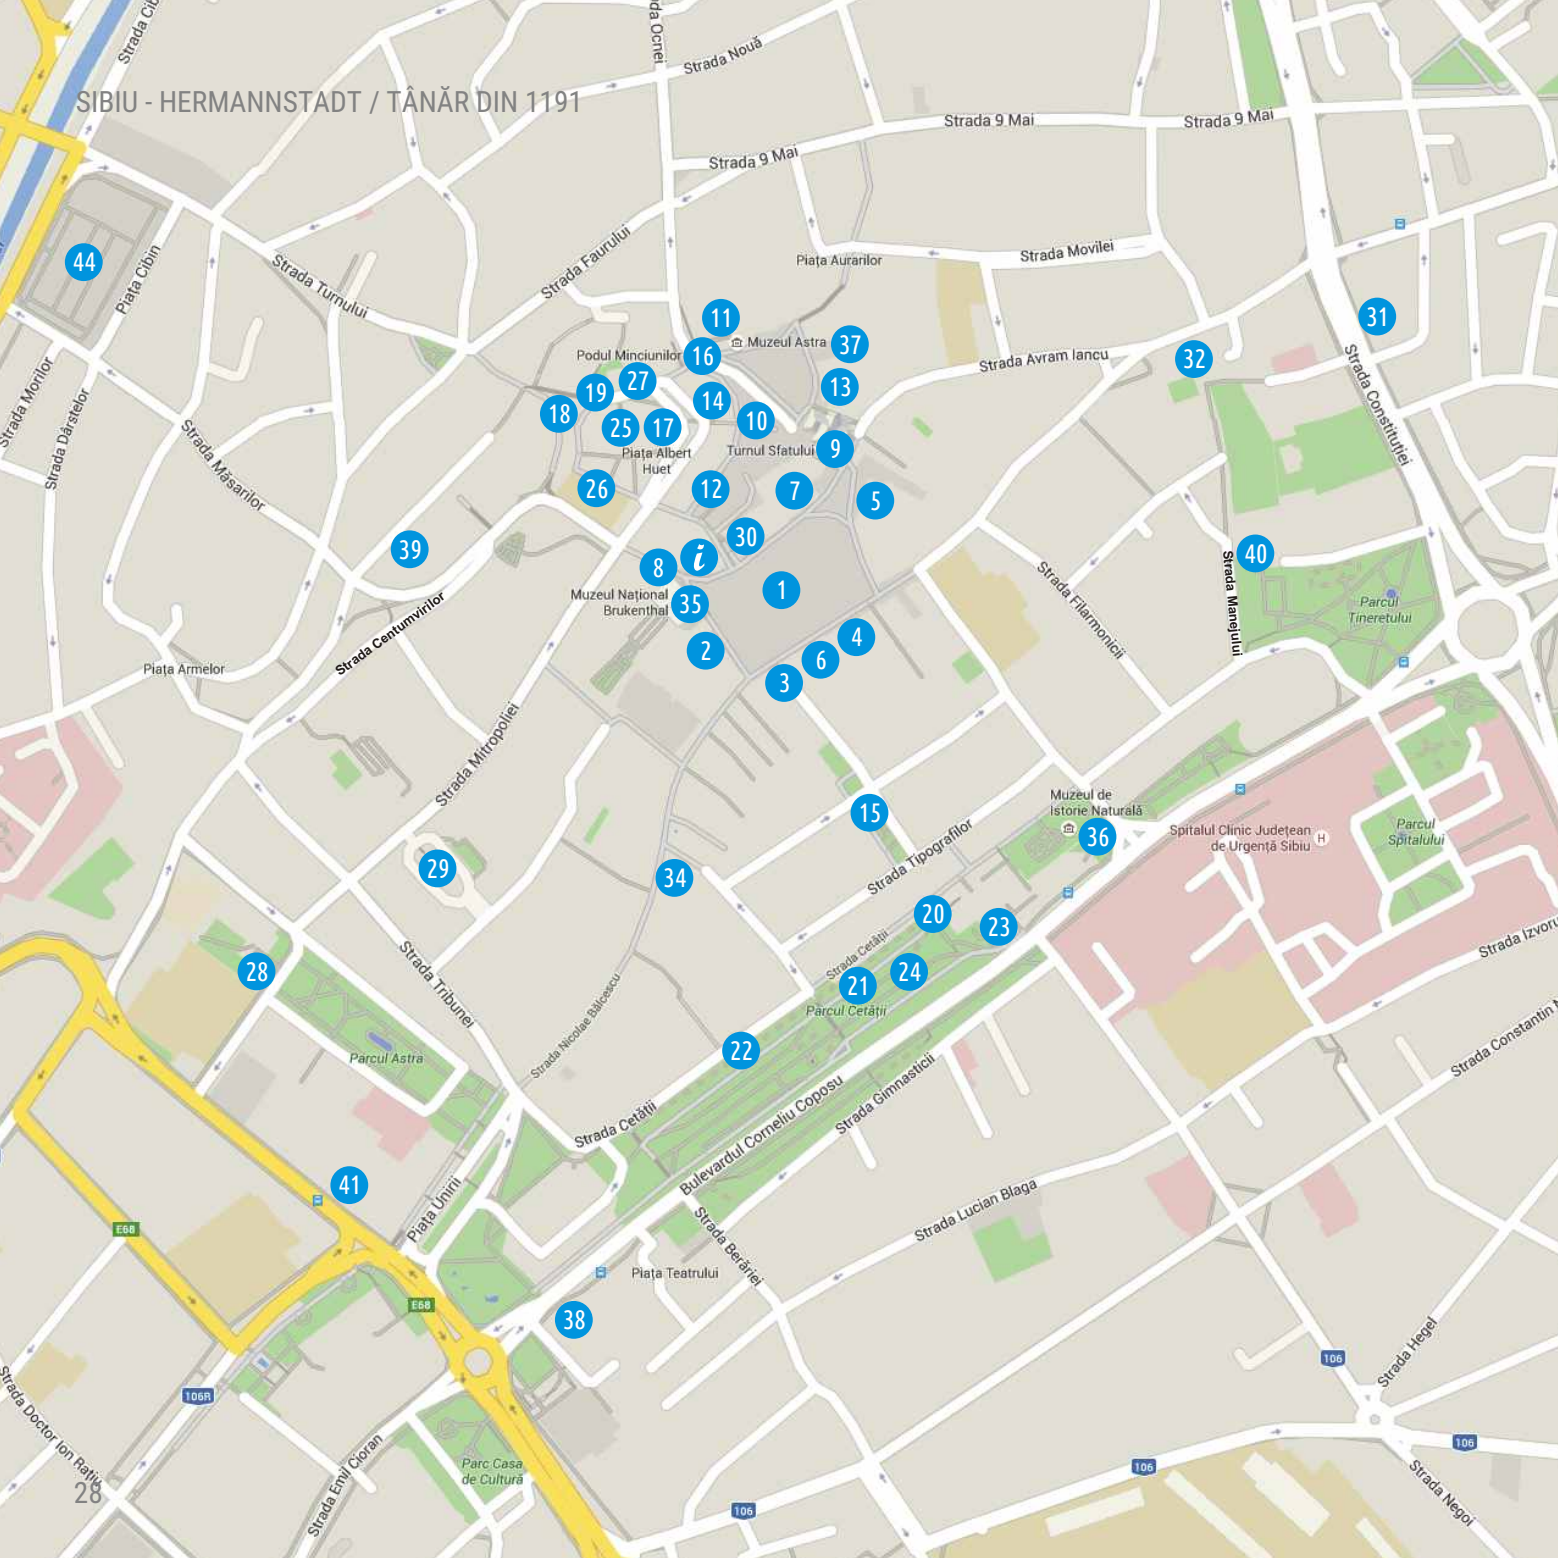 SIBIU - HERMANNSTADT / TÂNĂR DIN 1191
Strada Nouă
Strada 9 Mai
Strada 9 Mai
Strada 9 Mai
Strada Faurului
Strada Turnului
Piața Cibin
44
Piața Aurarilor
Strada Movilei
11
Muzeul Astra
37
31
Podul Minciunilor
16
Strada Avram Iancu
32
Strada Constituției
27
19
14
13
18
25
17
10
Turnul Sfatului
9
Piața Albert
Huet
26
12
7
5
Strada Morilor
Strada Dârstelor
Strada Măsarilor
39
30
i
8
1
40
Muzeul Național
Brukenthal
35
2
4
6
3
Strada Filarmonicii
Strada Manejului
Parcul
Tineretului
Strada Centumvirilor
Piața Armelor
Strada Mitropoliei
15
Muzeul de
Istorie Naturală
36
Spitalul Clinic Județean
de Urgență Sibiu
H
Parcul
Spitalului
29
34
Strada Tipografilor
20
23
Strada Cetății
24
21
Parcul Cetății
28
Strada Tribunei
Strada Nicolae Bălcescu
Parcul Astra
22
Strada Cetății
Bulevardul Corneliu Coposu
Strada Gimnasticii
Strada Constantin
41
Piața Unirii
E68
E68
Strada Lucian Blaga
Strada Berăriei
Piața Teatrului
38
106R
Strada Doctor Ion Rațiu
Strada Emil Cioran
Parc Casa
de Cultură
106
106
106
106
Strada Hegel
Strada Negoi
28